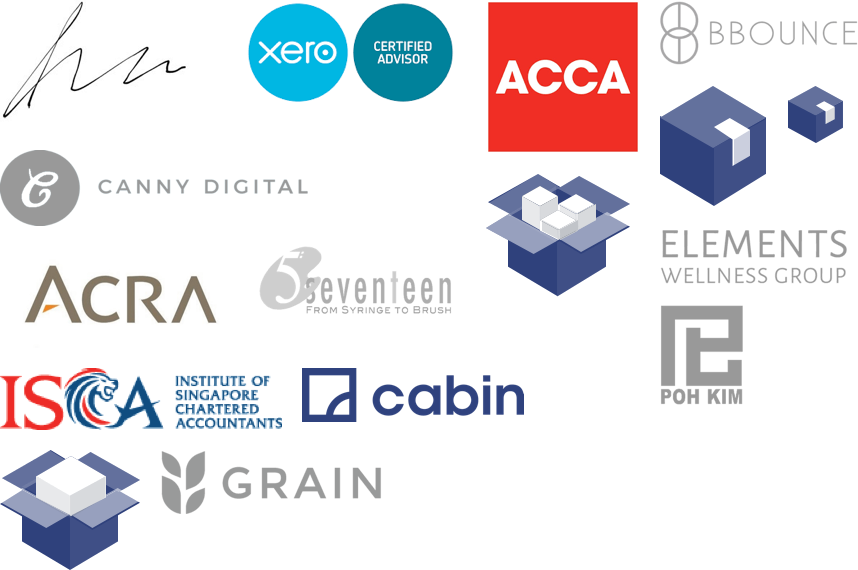 xero
CERTIFIED
ADVISOR
ACCA
BBOUNCE
CANNY DIGITAL
ELEMENTS
WELLNESS GROUP
ACRA
5 seventeen
FROM SYRINGE TO BRUSH
POH KIM
ISCA
INSTITUTE OF
SINGAPORE
CHARTERED
ACCOUNTANTS
cabin
GRAIN